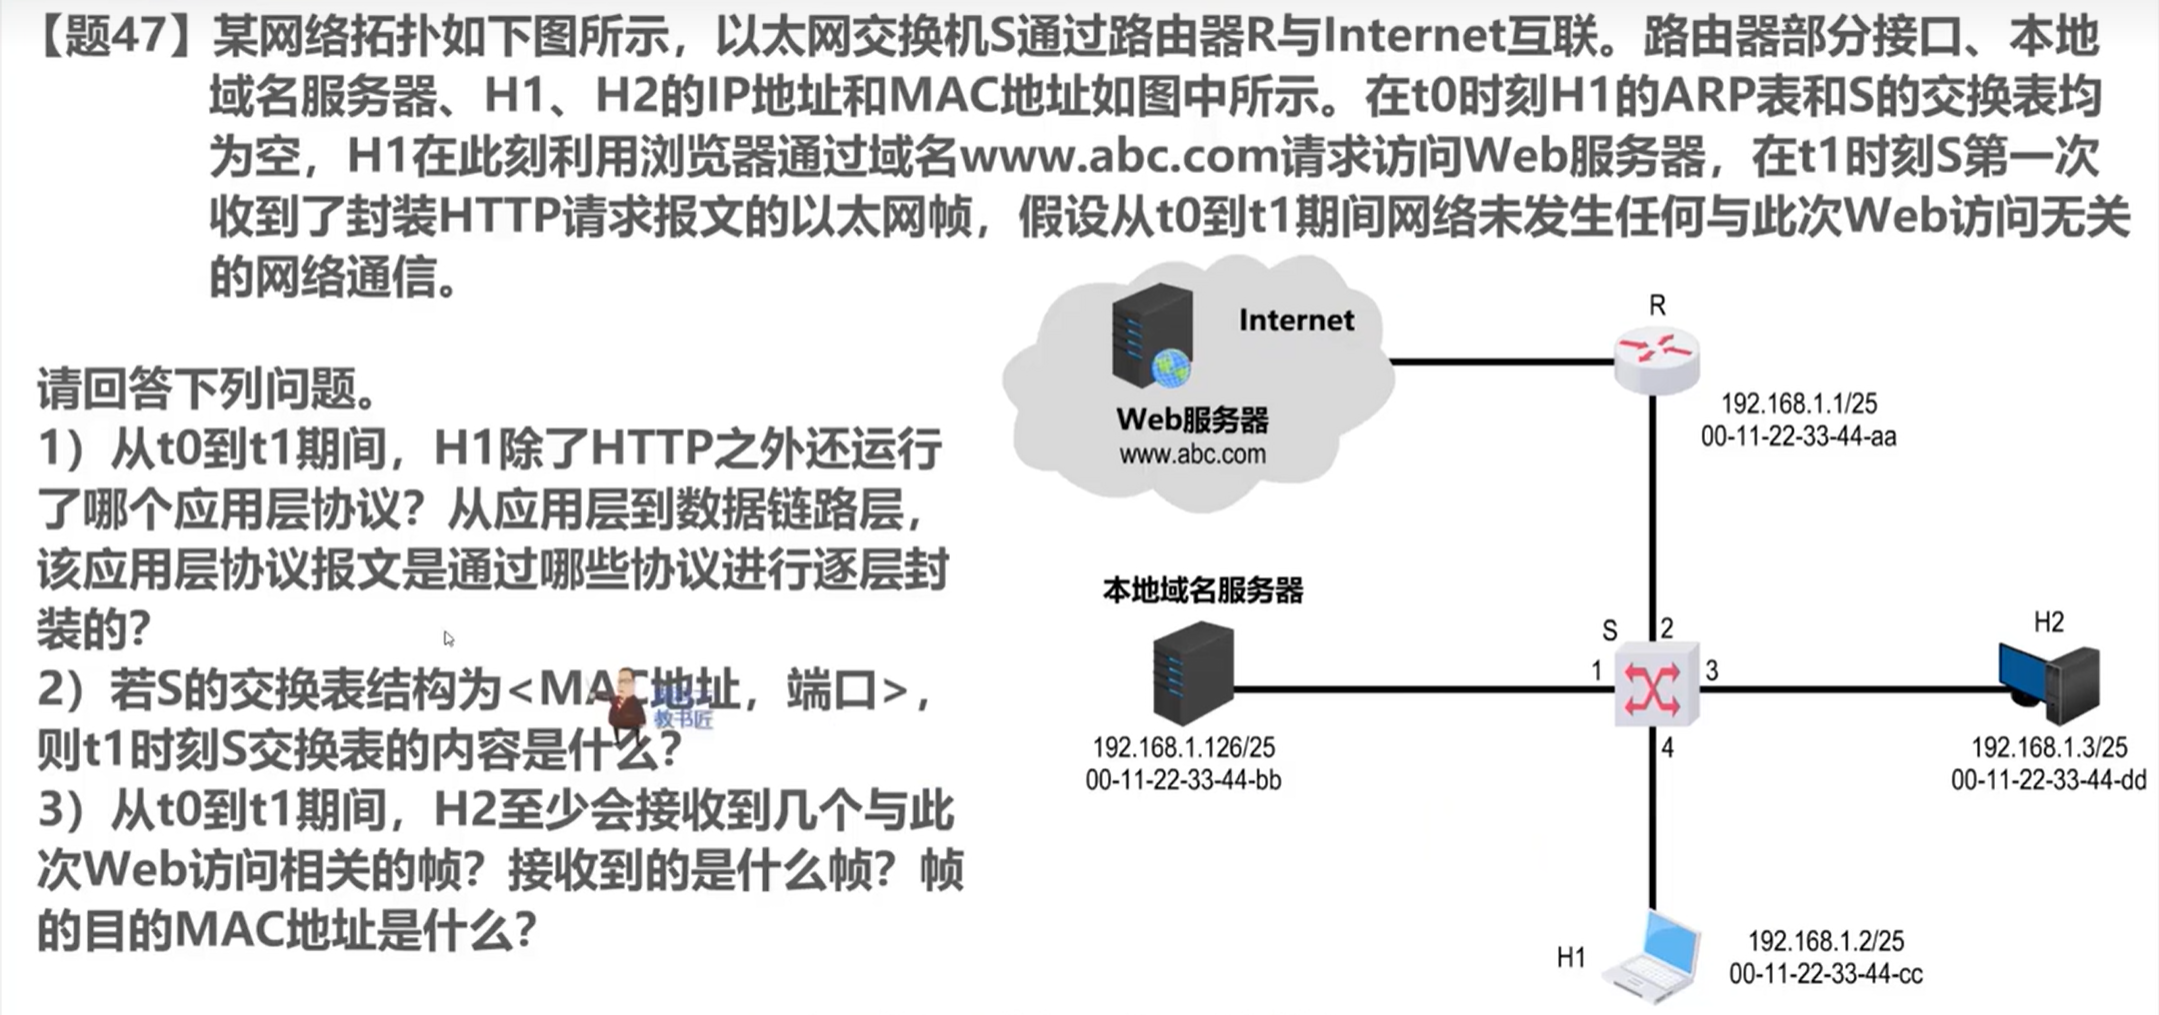 【题47】某网络拓扑如下图所示，以太网交换机S通过路由器R与Internet互联。路由器部分接口、本地
域名服务器、H1、H2的IP地址和MAC地址如图中所示。在t0时刻H1的ARP表和S的交换表均
为空，H1在此刻利用浏览器通过域名www.abc.com请求访问Web服务器，在t1时刻S第一次
收到了封装HTTP请求报文的以太网帧，假设从t0到t1期间网络未发生任何与此次Web访问无关
的网络通信。
请回答下列问题。
1）从t0到t1期间，H1除了HTTP之外还运行
了哪个应用层协议？从应用层到数据链路层，
该应用层协议报文是通过哪些协议进行逐层封
装的？
2）若S的交换表结构为<MAC地址，端口>，
则t1时刻S交换表的内容是什么？
3）从t0到t1期间，H2至少会接收到几个与此
次Web访问相关的帧？接收到的是什么帧？帧
的目的MAC地址是什么？
Internet
Web服务器
www.abc.com
R
192.168.1.1/25
00-11-22-33-44-aa
本地域名服务器
192.168.1.126/25
00-11-22-33-44-bb
S
2
1
3
4
H2
192.168.1.3/25
00-11-22-33-44-dd
H1
192.168.1.2/25
00-11-22-33-44-cc
教书匠